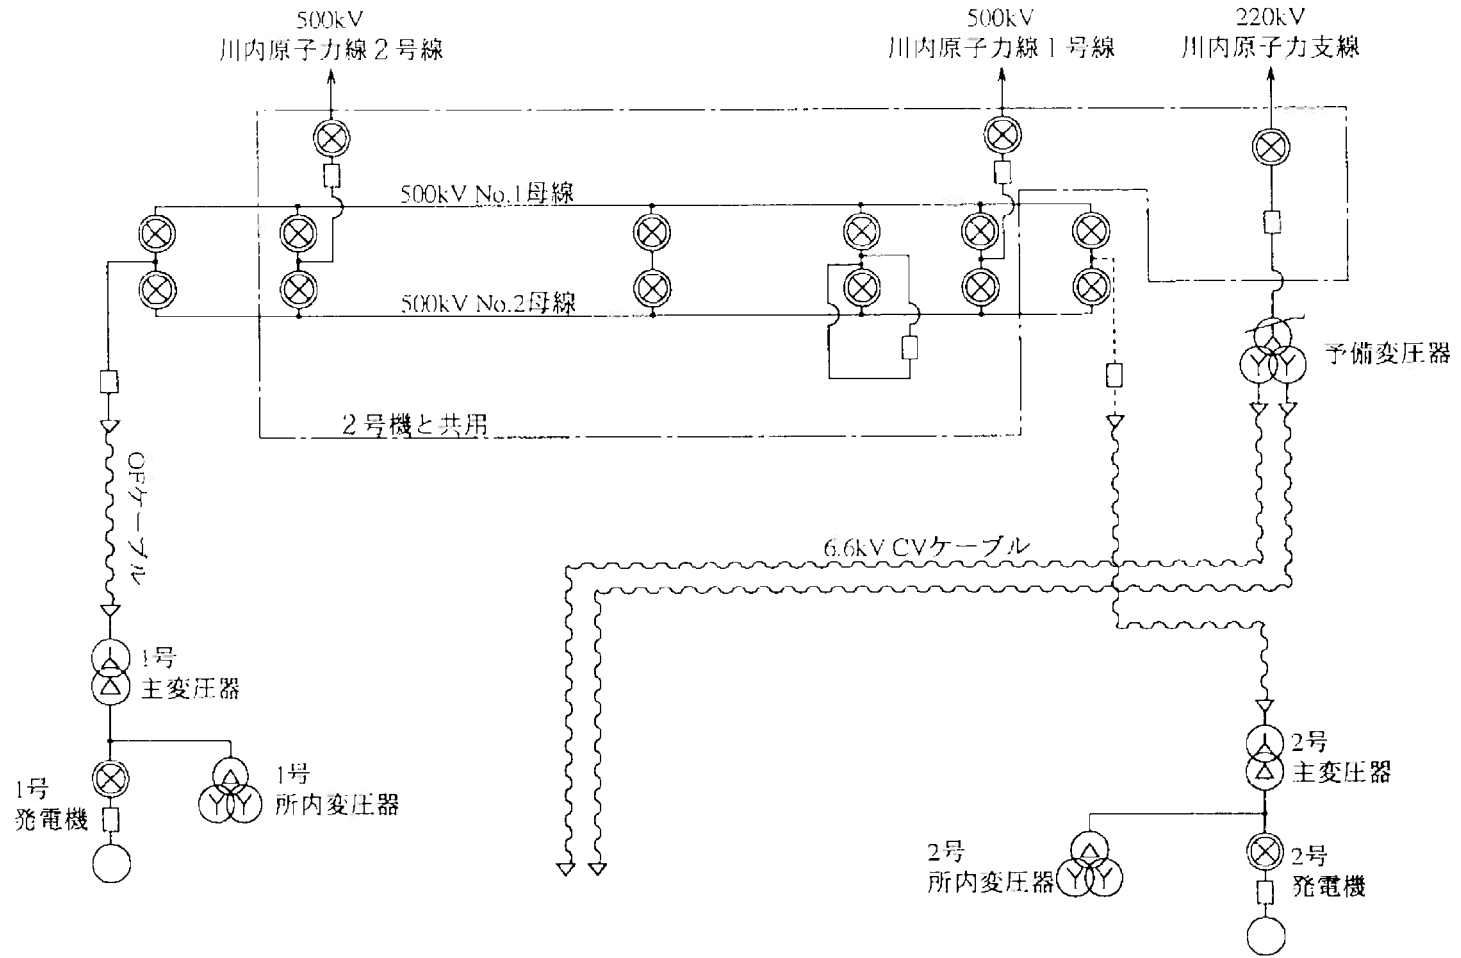 500kV
川内原子力線2号線
500kV
川内原子力線1号線
220kV
川内原子力支線
500kV No.1母線
500kV No.2母線
予備変圧器
2号機と共用
OFケーブル
6.6kV CVケーブル
1号
主変圧器
1号
発電機
1号
所内変圧器
2号
主変圧器
2号
所内変圧器
2号
発電機